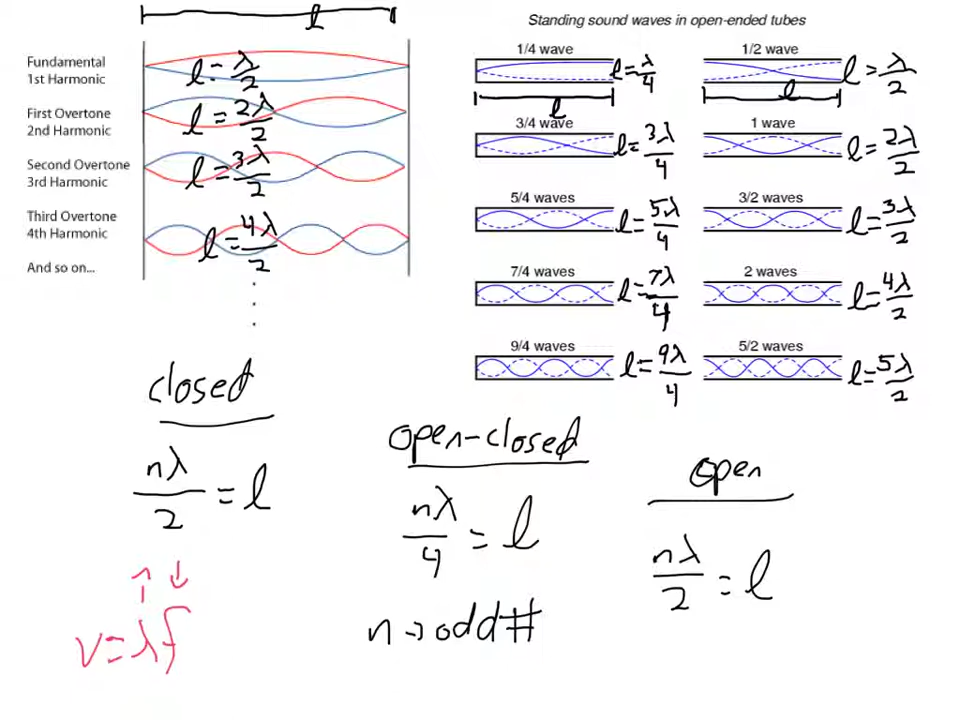 l
Fundamental
1st Harmonic
l = λ/2
First Overtone
2nd Harmonic
l = 2λ/2
Second Overtone
3rd Harmonic
l = 3λ/2
Third Overtone
4th Harmonic
l = 4λ/2
And so on...
Standing sound waves in open-ended tubes
1/4 wave
l = λ/4
l
1/2 wave
l = λ/2
l
3/4 wave
l = 3λ/4
1 wave
l = 2λ/2
5/4 waves
l = 5λ/4
3/2 waves
l = 3λ/2
7/4 waves
l = 7λ/4
2 waves
l = 4λ/2
9/4 waves
l = 9λ/4
5/2 waves
l = 5λ/2
closed
nλ/2 = l
↑ ↓
v = λf
open-closed
nλ/4 = l
n → odd #
open
nλ/2 = l